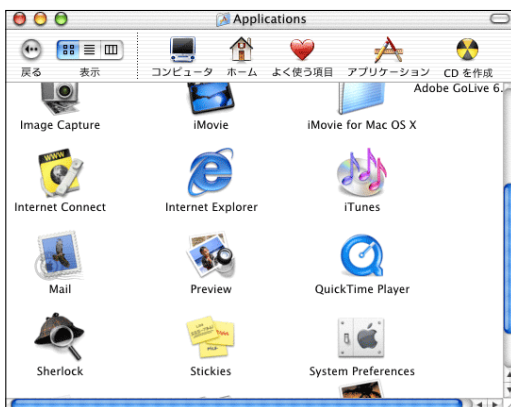 Applications
戻る 表示 コンピュータ ホーム よく使う項目 アプリケーション CD を作成
Adobe GoLive 6.
Image Capture iMovie iMovie for Mac OS X
WWW
Internet Connect Internet Explorer iTunes
Mail Preview QuickTime Player
Sherlock Stickies System Preferences